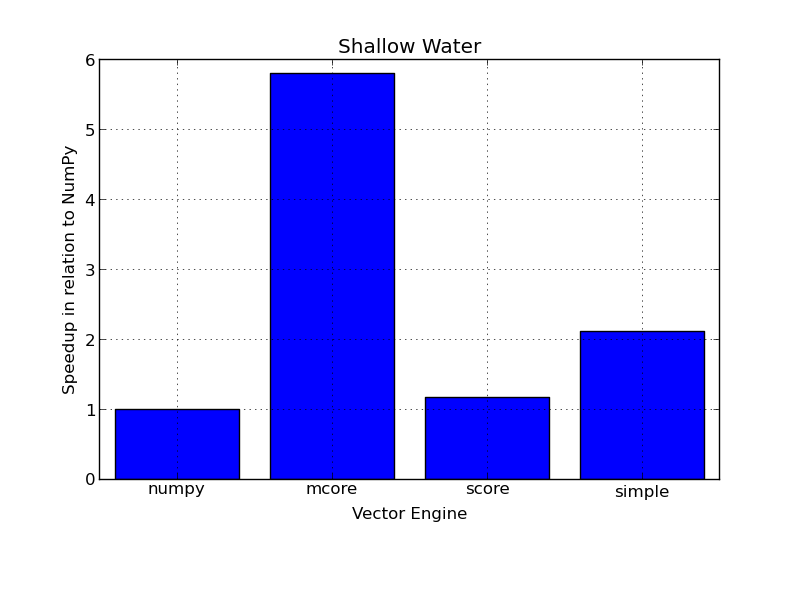 Shallow Water
6
5
4
3
2
1
0
Speedup in relation to NumPy
numpy mcore score simple
Vector Engine